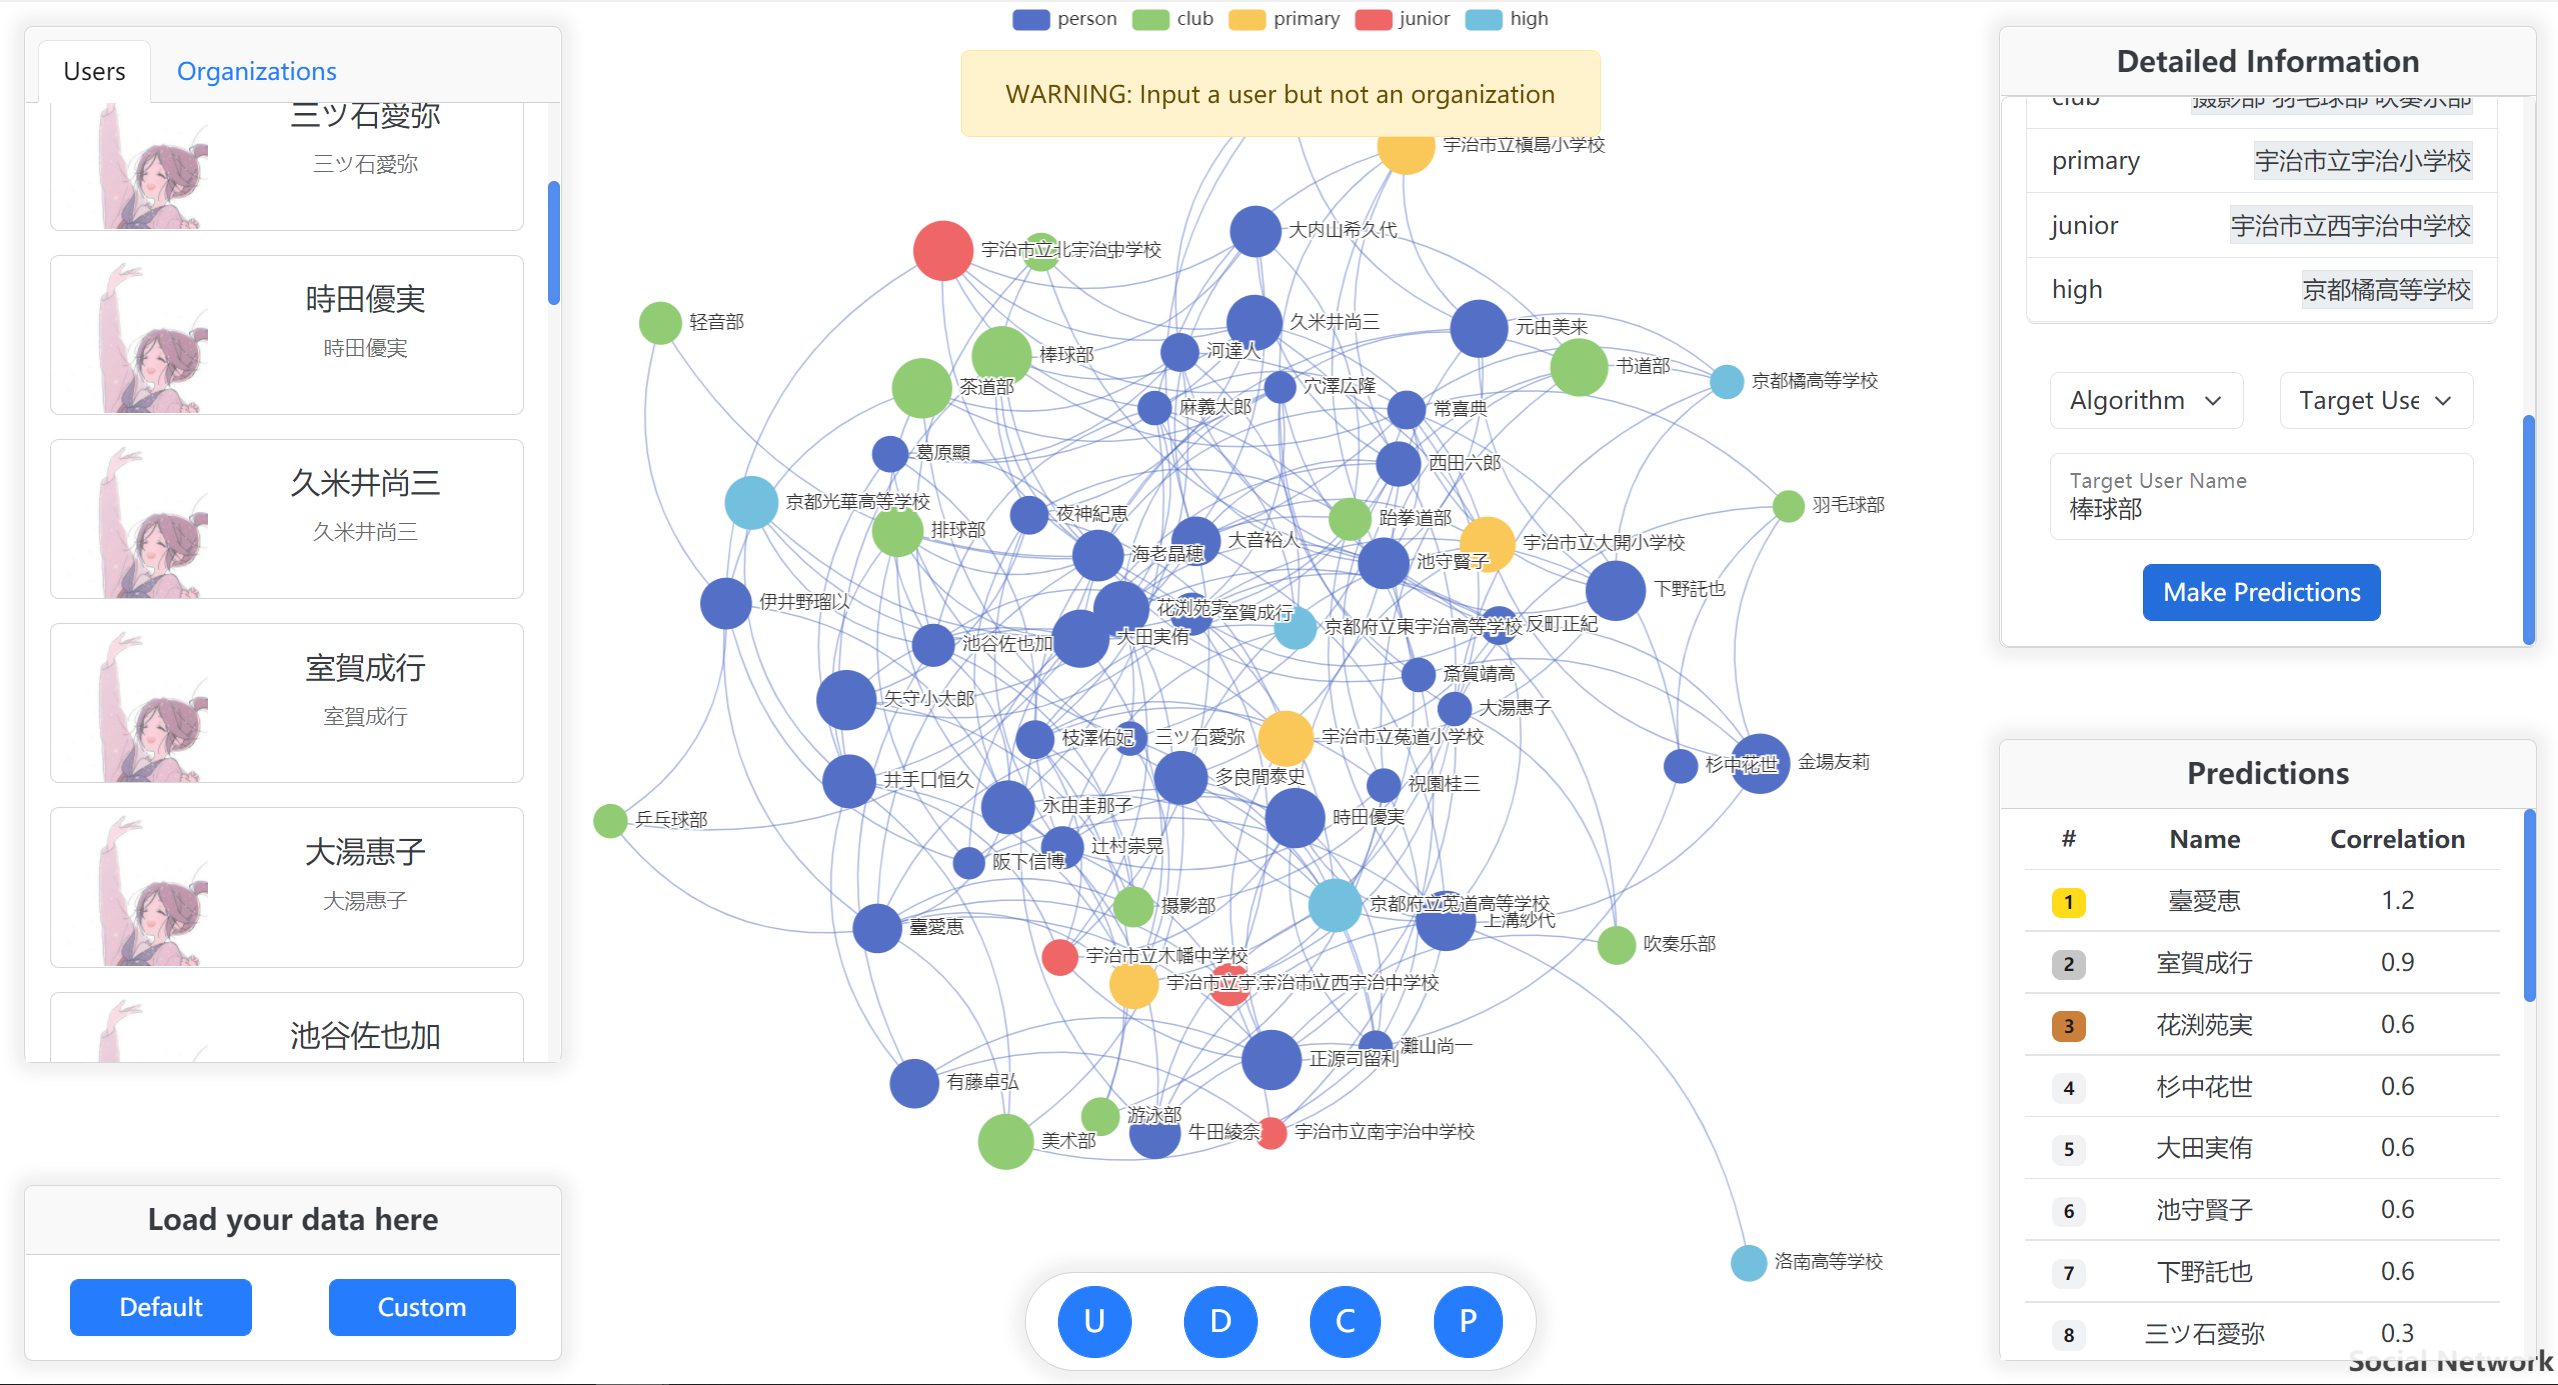 person club primary junior high
WARNING: Input a user but not an organization
Users Organizations
三ツ石愛弥
三ツ石愛弥
時田優実
時田優実
久米井尚三
久米井尚三
室賀成行
室賀成行
大湯惠子
大湯惠子
池谷佐也加
Load your data here
Default Custom
宇治市立槇島小学校
大内山希久代
宇治市立北宇治中学校
轻音部
久米井尚三
元由美来
棒球部
河達人
书道部
京都橘高等学校
茶道部
穴澤広隆
麻義太郎
常喜典
葛原顯
西田六郎
京都光華高等学校
羽毛球部
夜神紀恵
跆拳道部
排球部
大音裕人
宇治市立大開小学校
海老晶穂
池守賢子
下野託也
伊井野瑠以
花渕苑実
室賀成行
京都府立東宇治高等学校
反町正紀
大田実侑
池谷佐也加
斎賀靖高
矢守小太郎
大湯惠子
枝澤佑妃
三ツ石愛弥
宇治市立菟道小学校
杉中花世
金場友莉
井手口恒久
多良間泰史
祝園桂三
永田圭那子
時田優実
乒乓球部
辻村崇晃
阪下信博
摄影部
京都府立莵道高等学校
上溝紗代
臺愛恵
吹奏乐部
宇治市立木幡中学校
宇治市立宇
宇治市立西宇治中学校
灘山尚一
正源司留利
有藤卓弘
游泳部
美术部
牛田綾奈
宇治市立南宇治中学校
洛南高等学校
U D C P
Detailed Information
club 摄影部 羽毛球部 吹奏乐部
primary 宇治市立宇治小学校
junior 宇治市立西宇治中学校
high 京都橘高等学校
Algorithm Target Use
Target User Name
棒球部
Make Predictions
Predictions
# Name Correlation
1 臺愛恵 1.2
2 室賀成行 0.9
3 花渕苑実 0.6
4 杉中花世 0.6
5 大田実侑 0.6
6 池守賢子 0.6
7 下野託也 0.6
8 三ツ石愛弥 0.3
Social Network